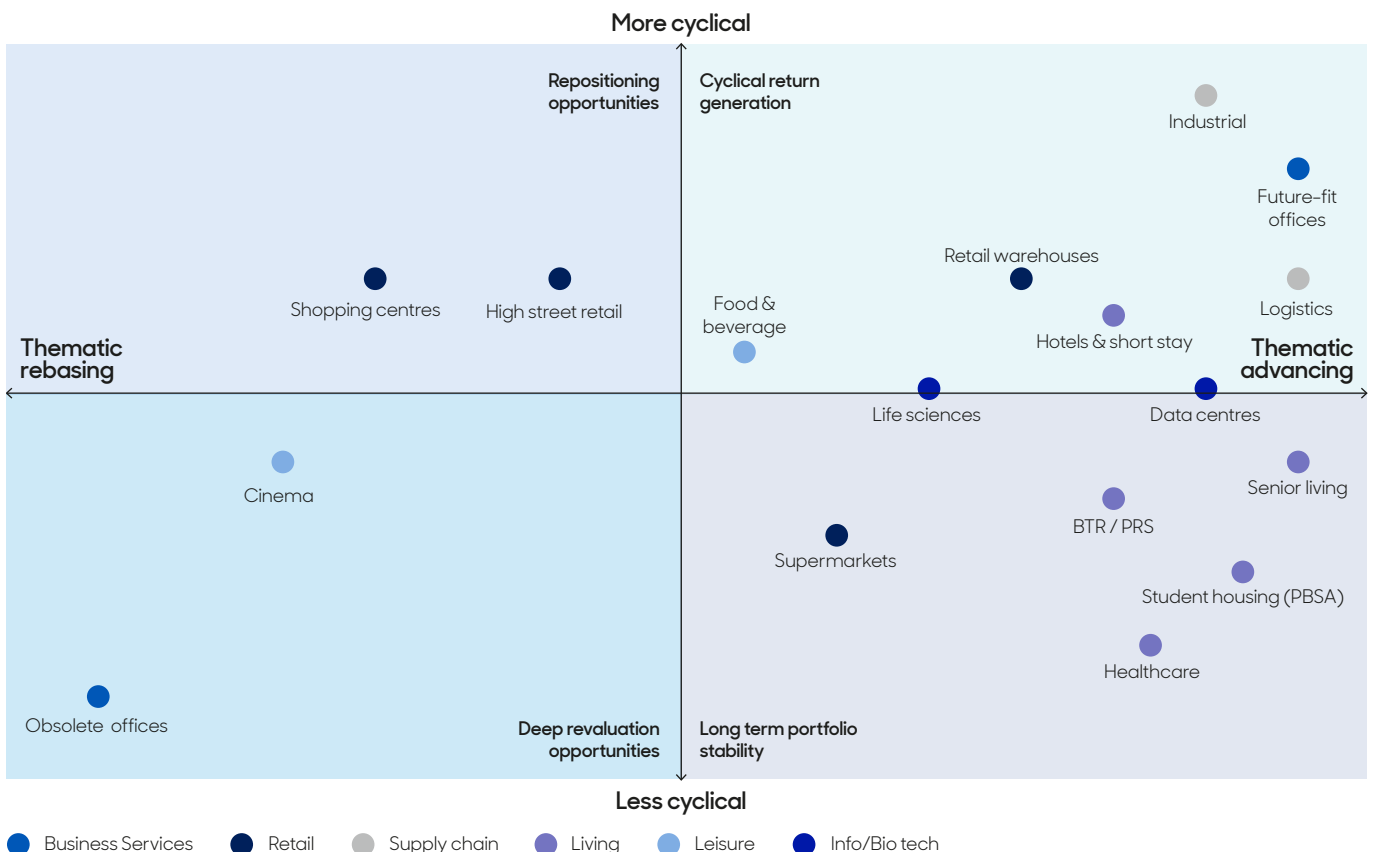 More cyclical
Repositioning
opportunities
Cyclical return
generation
Industrial
Future-fit
offices
Retail warehouses
Shopping centres
High street retail
Food &
beverage
Logistics
Hotels & short stay
Thematic
rebasing
Thematic
advancing
Life sciences
Data centres
Cinema
Senior living
BTR / PRS
Supermarkets
Student housing (PBSA)
Healthcare
Obsolete offices
Deep revaluation
opportunities
Long term portfolio
stability
Less cyclical
Business Services
Retail
Supply chain
Living
Leisure
Info/Bio tech